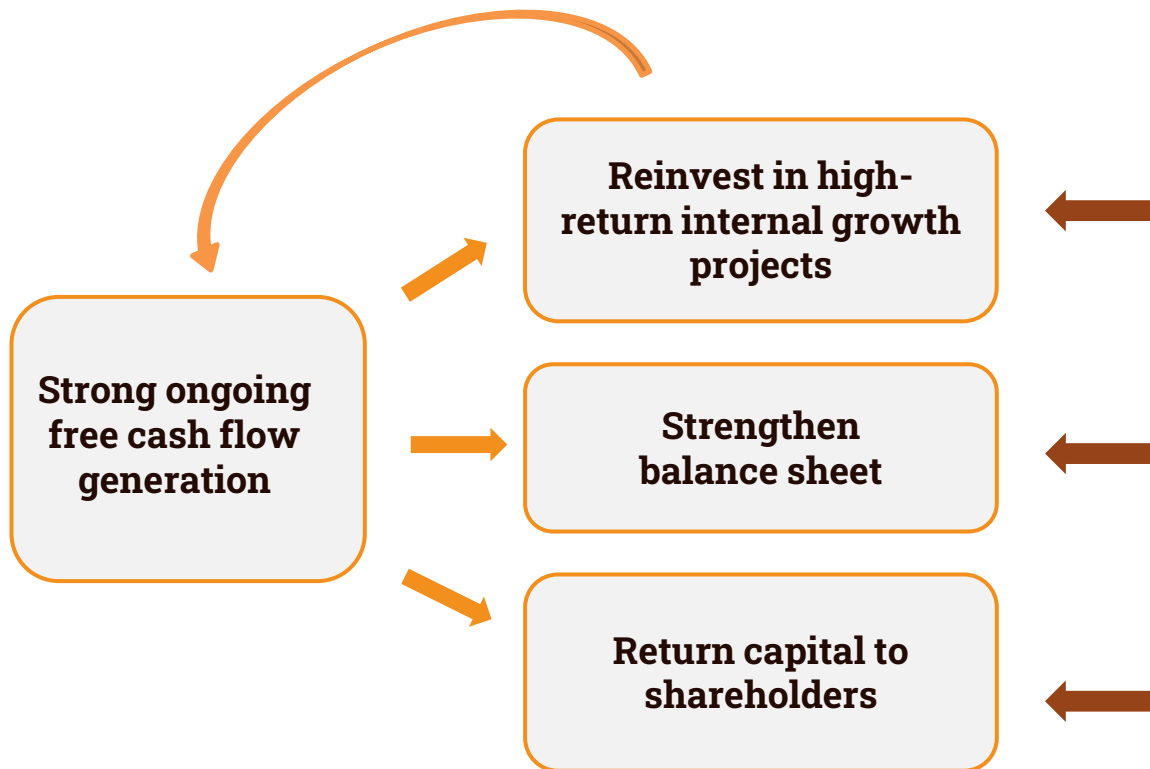 Reinvest in high-
return internal growth
projects
Strong ongoing
free cash flow
generation
Strengthen
balance sheet
Return capital to
shareholders